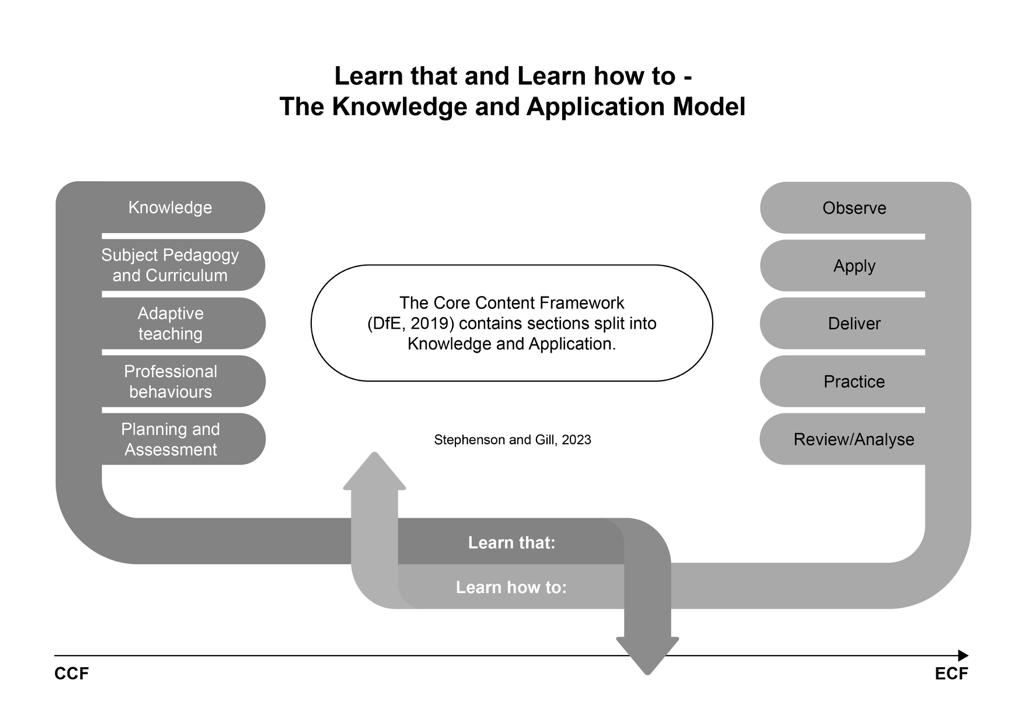 Learn that and Learn how to -
The Knowledge and Application Model
Knowledge
Subject Pedagogy
and Curriculum
Adaptive
teaching
Professional
behaviours
Planning and
Assessment
The Core Content Framework
(DfE, 2019) contains sections split into
Knowledge and Application.
Stephenson and Gill, 2023
Observe
Apply
Deliver
Practice
Review/Analyse
Learn that:
Learn how to:
CCF
ECF